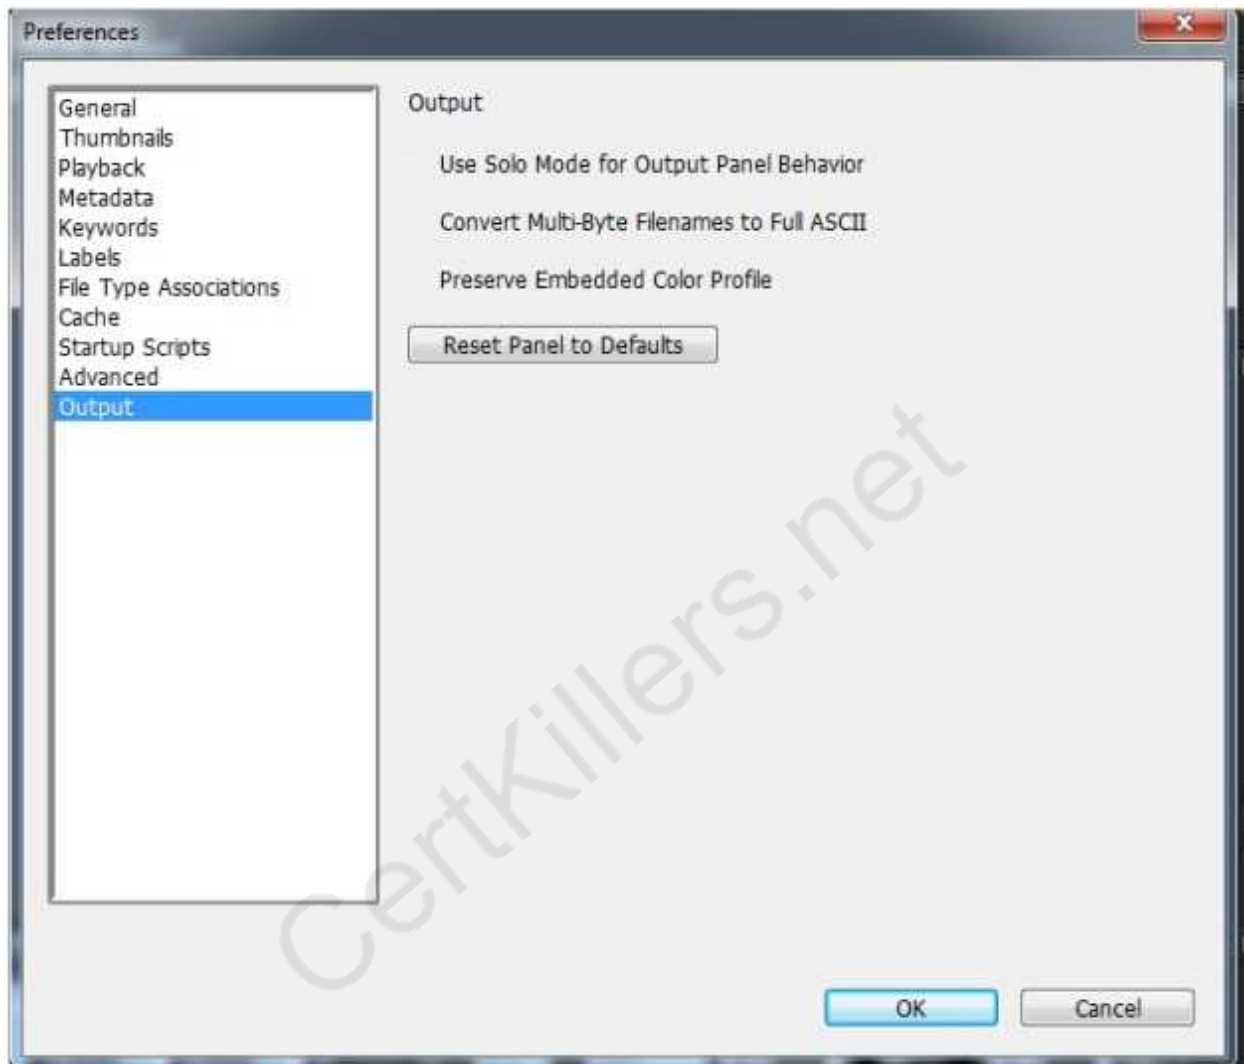 Preferences
General
Thumbnails
Playback
Metadata
Keywords
Labels
File Type Associations
Cache
Startup Scripts
Advanced
Output
Output
Use Solo Mode for Output Panel Behavior
Convert Multi-Byte Filenames to Full ASCII
Preserve Embedded Color Profile
Reset Panel to Defaults
CertKillers.net
OK
Cancel